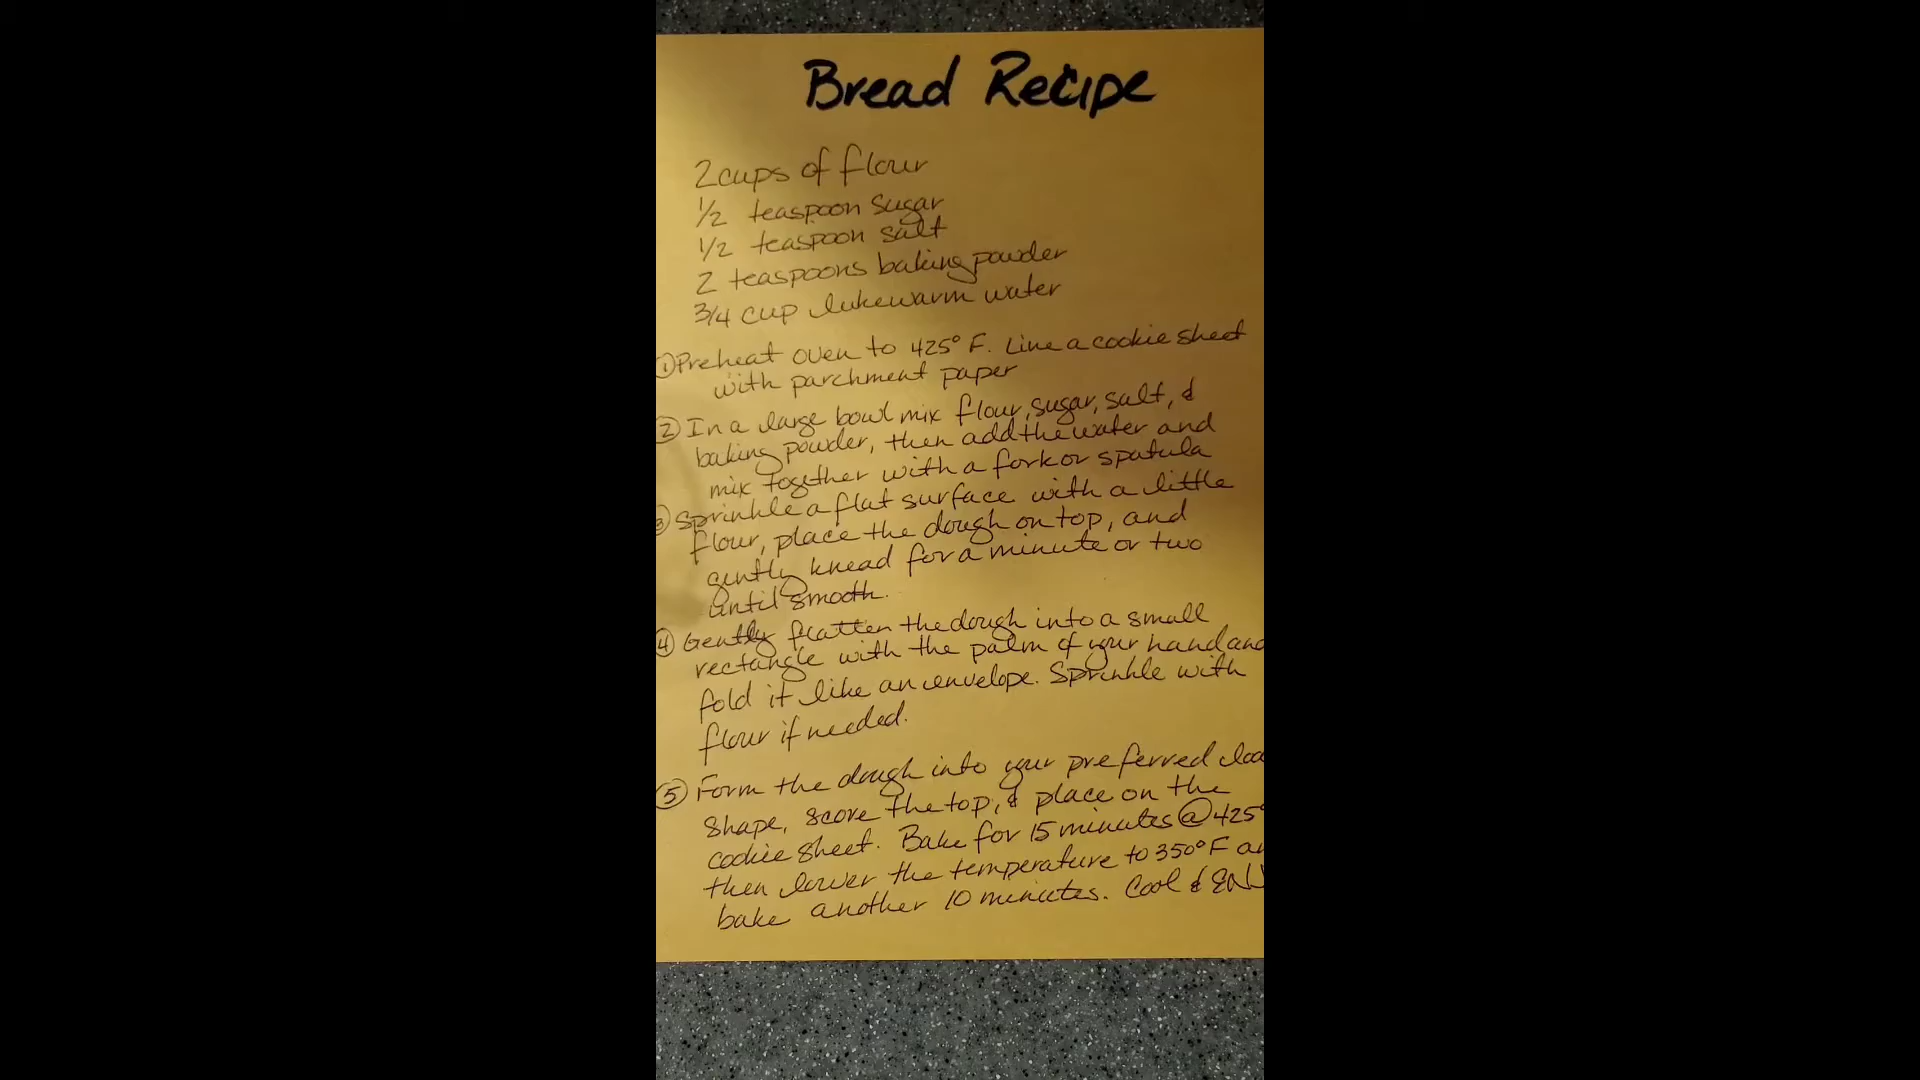 Bread Recipe
2 cups of flour
1/2 teaspoon sugar
1/2 teaspoon salt
2 teaspoons baking powder
3/4 cup lukewarm water
① Preheat oven to 425° F. Line a cookie sheet
with parchment paper
② In a large bowl mix flour, sugar, salt, &
baking powder, then add the water and
mix together with a fork or spatula
③ Sprinkle a flat surface with a little
flour, place the dough on top, and
gently knead for a minute or two
until smooth.
④ Gently flatten the dough into a small
rectangle with the palm of your hand and
fold it like an envelope. Sprinkle with
flour if needed.
⑤ Form the dough into your preferred
shape, score the top, & place on the
cookie sheet. Bake for 15 minutes @ 425°
then lower the temperature to 350° F
bake another 10 minutes. Cool &